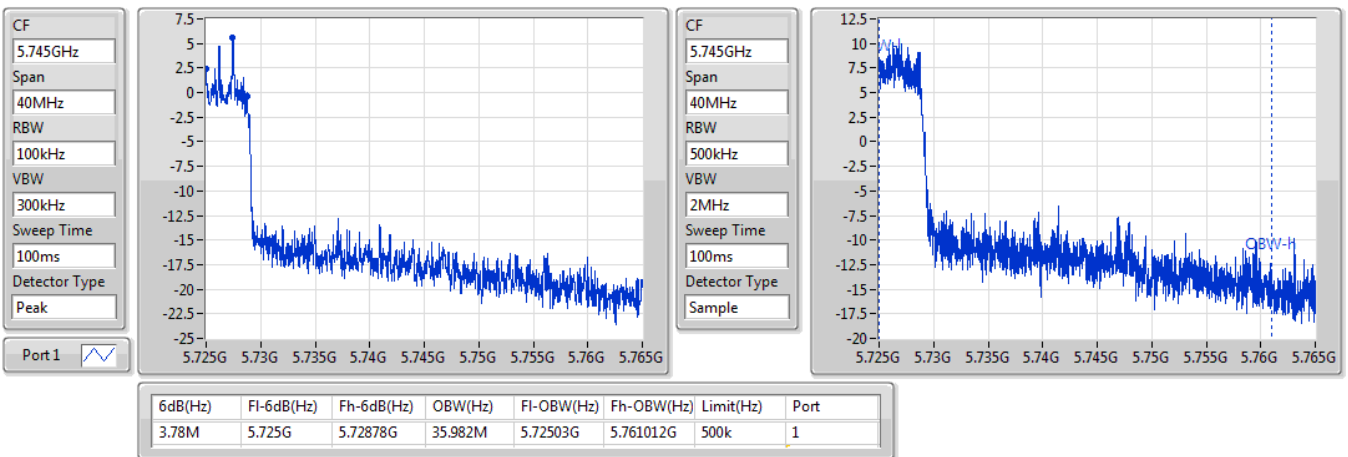 CF
5.745GHz
Span
40MHz
RBW
100kHz
VBW
300kHz
Sweep Time
100ms
Detector Type
Peak
Port 1
7.5
5
2.5
0
-2.5
-5
-7.5
-10
-12.5
-15
-17.5
-20
-22.5
-25
5.725G 5.73G 5.735G 5.74G 5.745G 5.75G 5.755G 5.76G 5.765G
CF
5.745GHz
Span
40MHz
RBW
500kHz
VBW
2MHz
Sweep Time
100ms
Detector Type
Sample
12.5
10
7.5
5
2.5
0
-2.5
-5
-7.5
-10
-12.5
-15
-17.5
-20
OBW-h
5.725G 5.73G 5.735G 5.74G 5.745G 5.75G 5.755G 5.76G 5.765G
6dB(Hz) Fl-6dB(Hz) Fh-6dB(Hz) OBW(Hz) Fl-OBW(Hz) Fh-OBW(Hz) Limit(Hz) Port
3.78M 5.725G 5.72878G 35.982M 5.72503G 5.761012G 500k 1